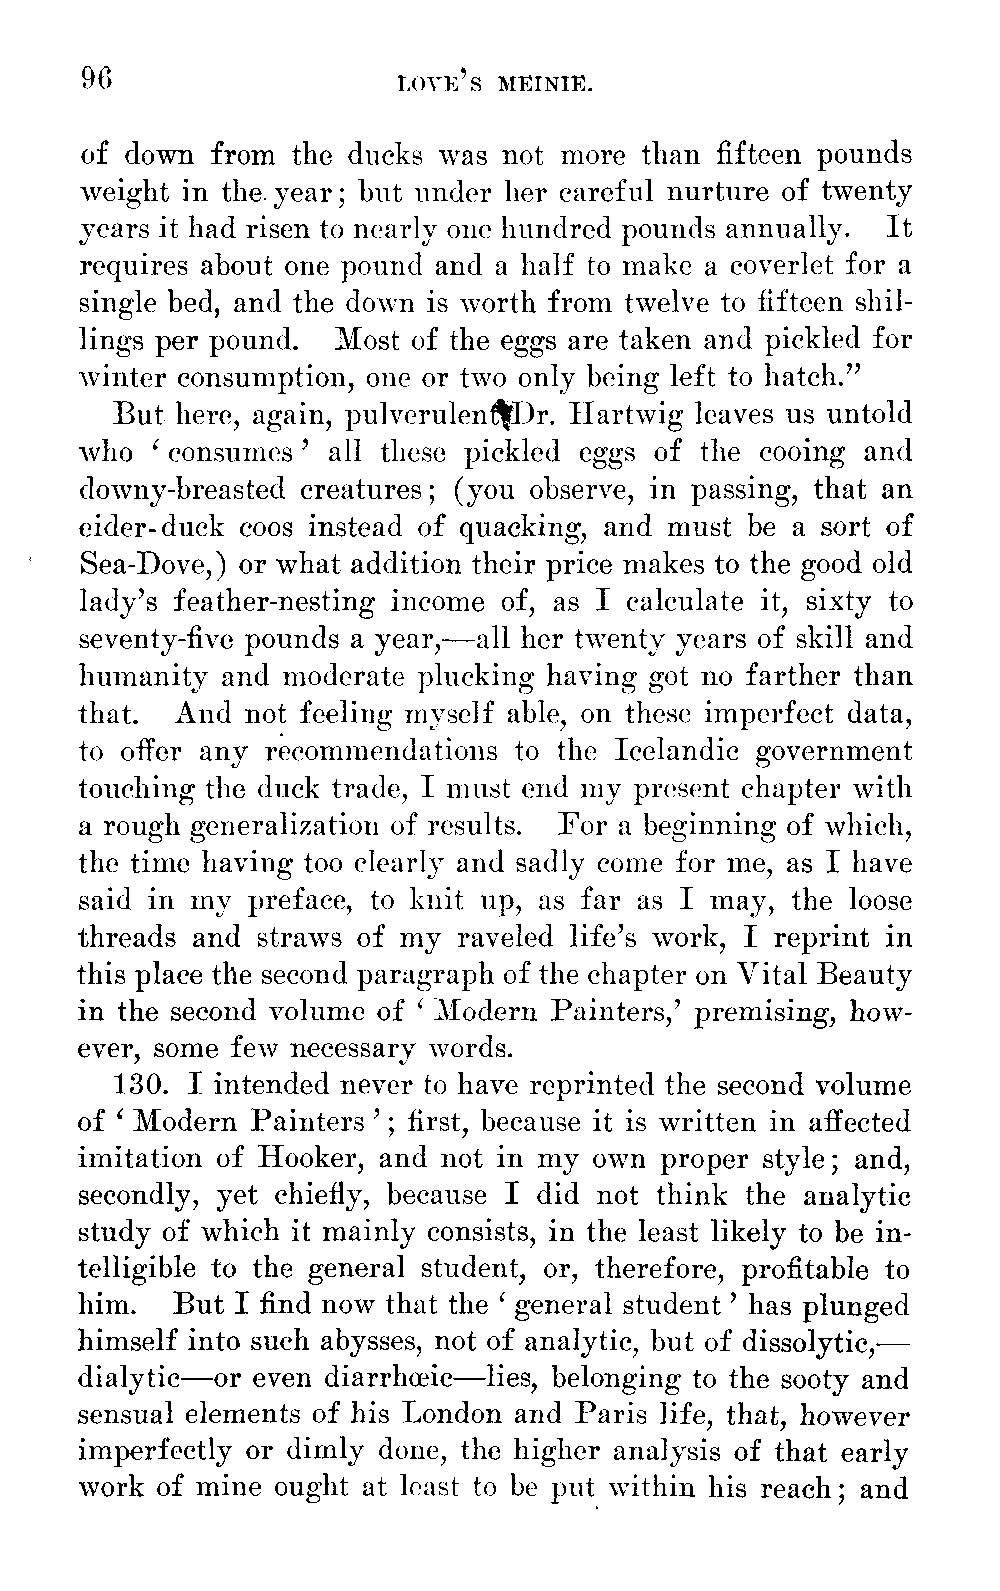 96 LOVE'S MEINIE.
of down from the ducks was not more than fifteen pounds
weight in the year; but under her careful nurture of twenty
years it had risen to nearly one hundred pounds annually. It
requires about one pound and a half to make a coverlet for a
single bed, and the down is worth from twelve to fifteen shil-
lings per pound. Most of the eggs are taken and pickled for
winter consumption, one or two only being left to hatch.”
But here, again, pulverulent Dr. Hartwig leaves us untold
who ‘consumes’ all these pickled eggs of the cooing and
downy-breasted creatures; (you observe, in passing, that an
eider-duck coos instead of quacking, and must be a sort of
Sea-Dove,) or what addition their price makes to the good old
lady’s feather-nesting income of, as I calculate it, sixty to
seventy-five pounds a year,—all her twenty years of skill and
humanity and moderate plucking having got no farther than
that. And not feeling myself able, on these imperfect data,
to offer any recommendations to the Icelandic government
touching the duck trade, I must end my present chapter with
a rough generalization of results. For a beginning of which,
the time having too clearly and sadly come for me, as I have
said in my preface, to knit up, as far as I may, the loose
threads and straws of my raveled life’s work, I reprint in
this place the second paragraph of the chapter on Vital Beauty
in the second volume of ‘Modern Painters,’ premising, how-
ever, some few necessary words.
130. I intended never to have reprinted the second volume
of ‘Modern Painters’; first, because it is written in affected
imitation of Hooker, and not in my own proper style; and,
secondly, yet chiefly, because I did not think the analytic
study of which it mainly consists, in the least likely to be in-
telligible to the general student, or, therefore, profitable to
him. But I find now that the ‘general student’ has plunged
himself into such abysses, not of analytic, but of dissolytic,—
dialytic—or even diarrhœic—lies, belonging to the sooty and
sensual elements of his London and Paris life, that, however
imperfectly or dimly done, the higher analysis of that early
work of mine ought at least to be put within his reach; and